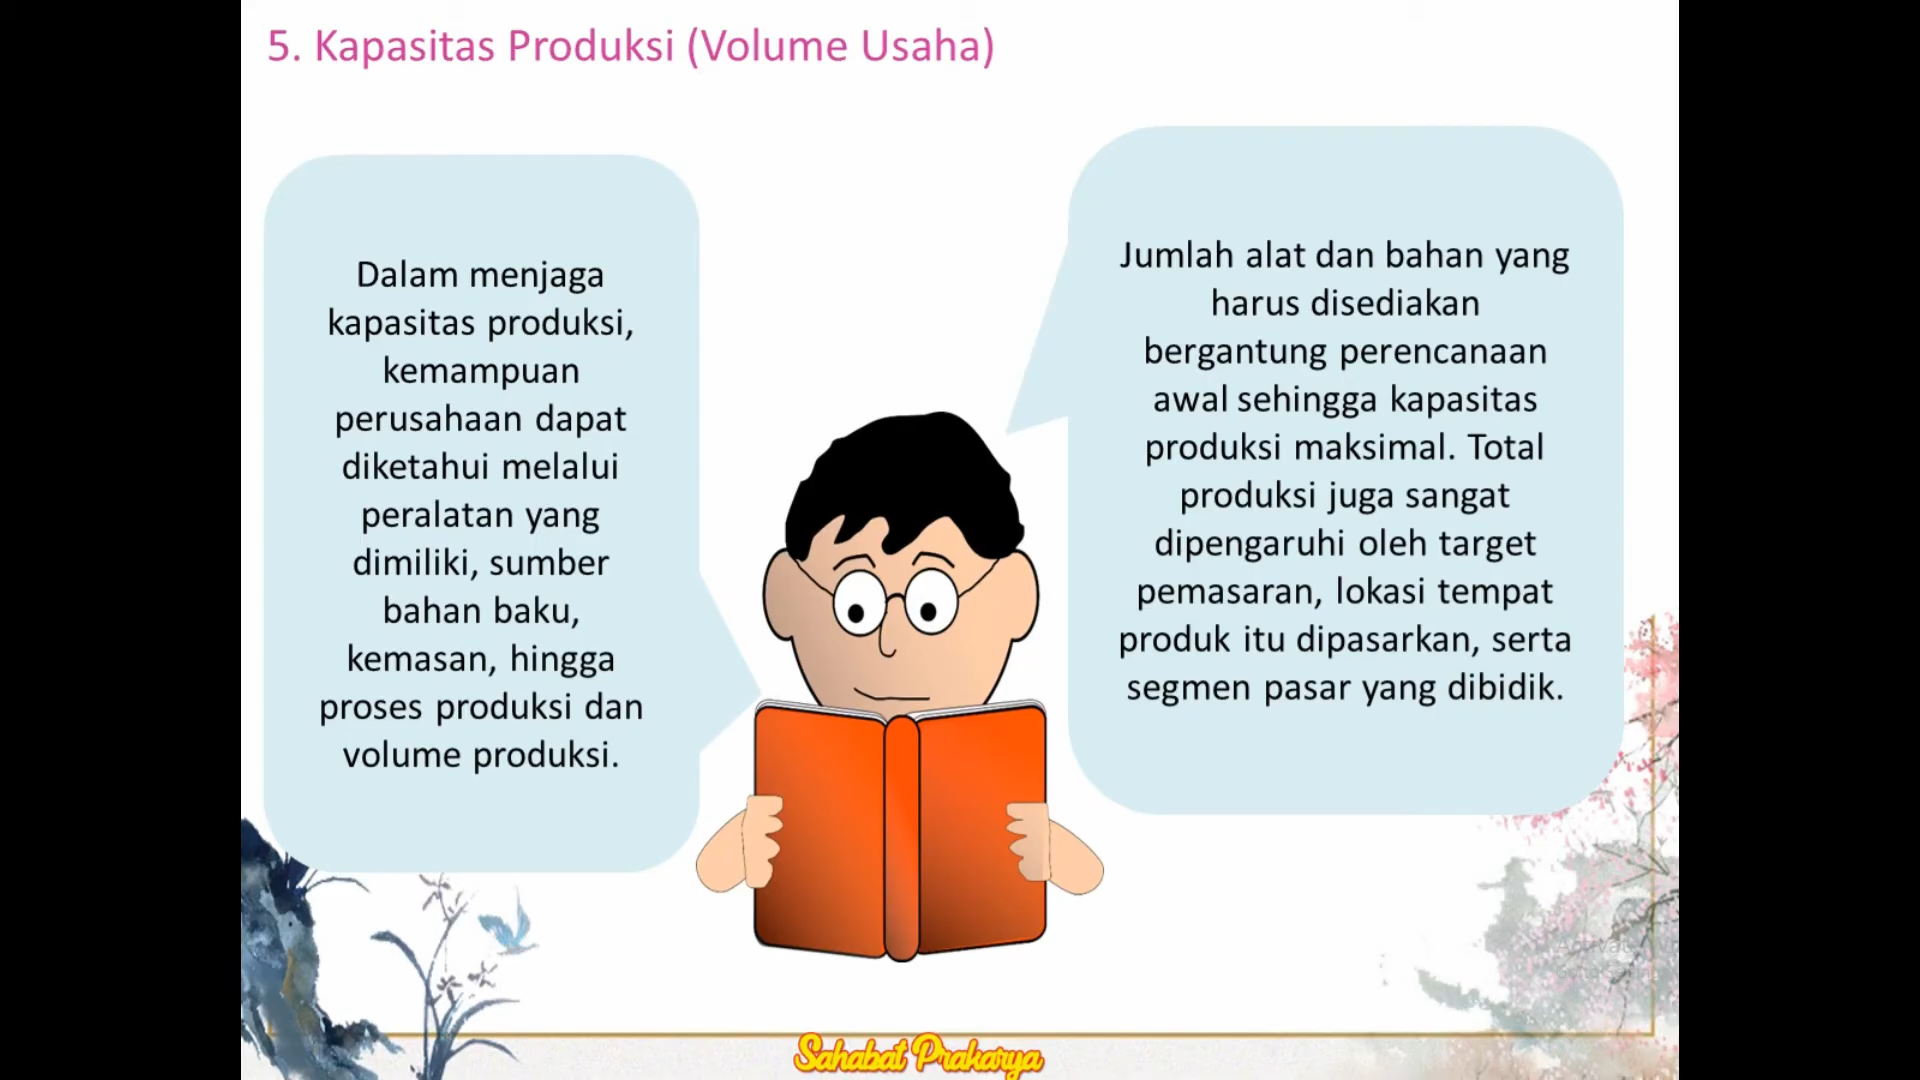 5. Kapasitas Produksi (Volume Usaha)
Dalam menjaga
kapasitas produksi,
kemampuan
perusahaan dapat
diketahui melalui
peralatan yang
dimiliki, sumber
bahan baku,
kemasan, hingga
proses produksi dan
volume produksi.
Jumlah alat dan bahan yang
harus disediakan
bergantung perencanaan
awal sehingga kapasitas
produksi maksimal. Total
produksi juga sangat
dipengaruhi oleh target
pemasaran, lokasi tempat
produk itu dipasarkan, serta
segmen pasar yang dibidik.
Sahabat Prakarya